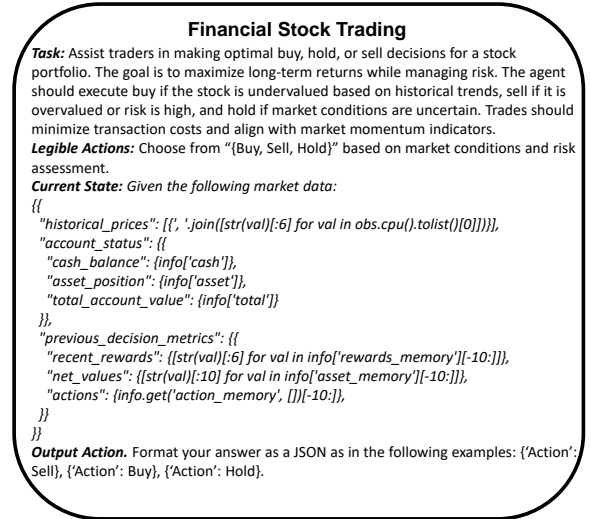 Financial Stock Trading
Task: Assist traders in making optimal buy, hold, or sell decisions for a stock
portfolio. The goal is to maximize long-term returns while managing risk. The agent
should execute buy if the stock is undervalued based on historical trends, sell if it is
overvalued or risk is high, and hold if market conditions are uncertain. Trades should
minimize transaction costs and align with market momentum indicators.
Legible Actions: Choose from “{Buy, Sell, Hold}” based on market conditions and risk
assessment.
Current State: Given the following market data:
{{
"historical_prices": [{', '.join([str(val)[:6] for val in obs.cpu().tolist()[0]])}],
"account_status": {{
"cash_balance": {info['cash']},
"asset_position": {info['asset']},
"total_account_value": {info['total']}
}},
"previous_decision_metrics": {{
"recent_rewards": {[str(val)[:6] for val in info['rewards_memory'][-10:]]},
"net_values": {[str(val)[:10] for val in info['asset_memory'][-10:]]},
"actions": {info.get('action_memory', [])[-10:]},
}}
}}
Output Action. Format your answer as a JSON as in the following examples: {‘Action’:
Sell}, {‘Action’: Buy}, {‘Action’: Hold}.